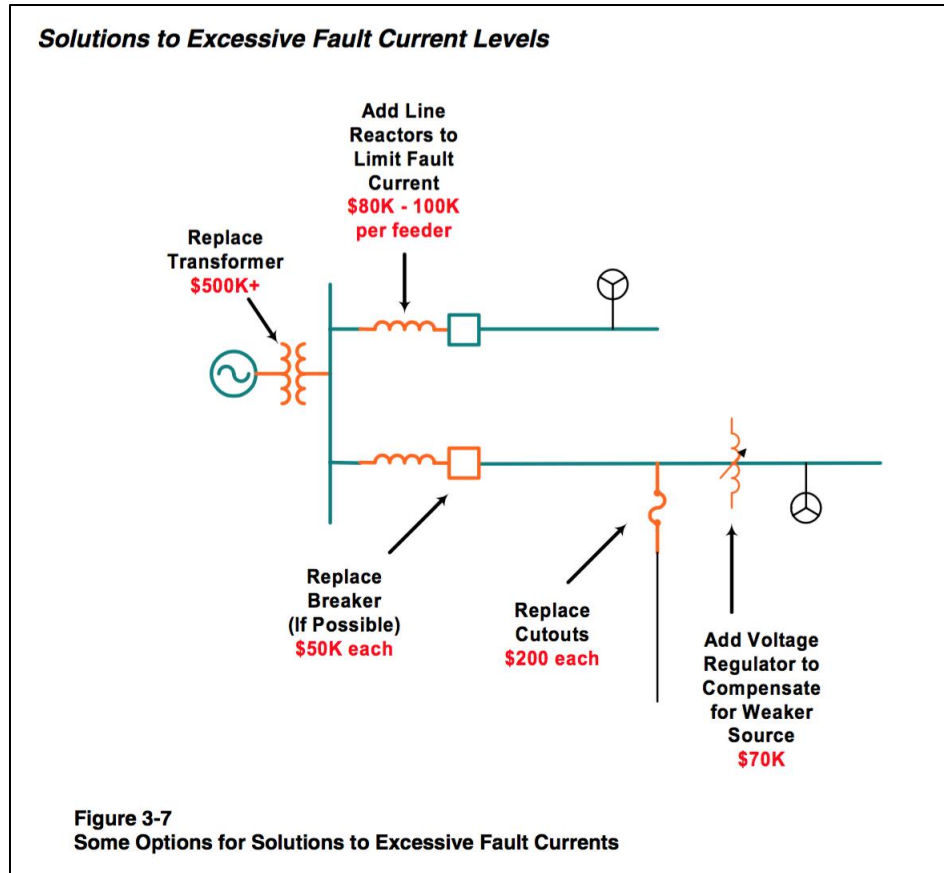 Solutions to Excessive Fault Current Levels
Add Line
Reactors to
Limit Fault
Current
$80K - 100K
per feeder
Replace
Transformer
$500K+
Replace
Breaker
(If Possible)
$50K each
Replace
Cutouts
$200 each
Add Voltage
Regulator to
Compensate
for Weaker
Source
$70K
Figure 3-7
Some Options for Solutions to Excessive Fault Currents